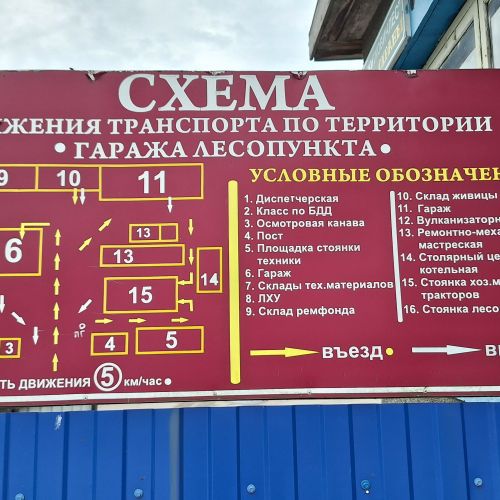 СХЕМА
ЖЕНИЯ ТРАНСПОРТА ПО ТЕРРИТОРИИ
• ГАРАЖА ЛЕСОПУНКТА •
9 10 11
6
13
13
14
15
3 4 5
ТЬ ДВИЖЕНИЯ 5 км/час •
УСЛОВНЫЕ ОБОЗНАЧЕН
1. Диспетчерская
2. Класс по БДД
3. Осмотровая канава
4. Пост
5. Площадка стоянки
техники
6. Гараж
7. Склады тех.материалов
8. ЛХУ
9. Склад ремфонда
10. Склад живицы
11. Гараж
12. Вулканизаторн
13. Ремонтно-меха
мастреская
14. Столярный це
котельная
15. Стоянка хоз.м
тракторов
16. Стоянка лесо
въезд • вы